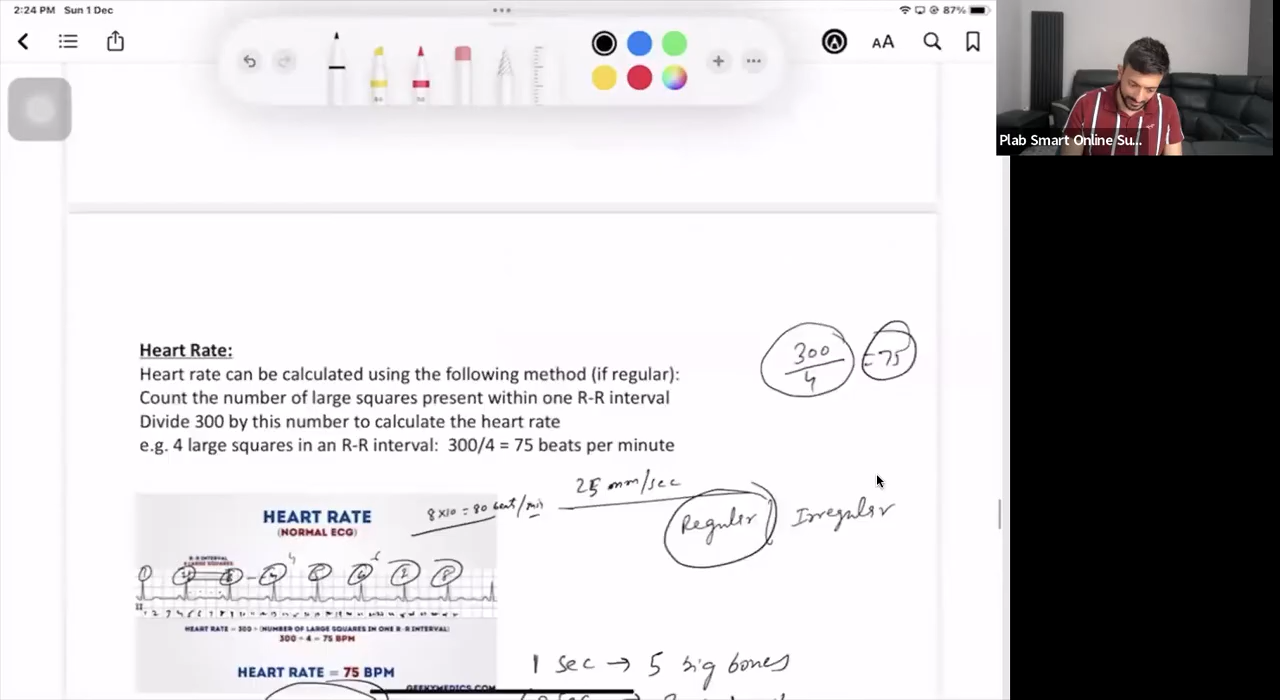 2:24 PM Sun 1 Dec
87%
AA
Plab Smart Online Su...
300
4
=75
Heart Rate:
Heart rate can be calculated using the following method (if regular):
Count the number of large squares present within one R-R interval
Divide 300 by this number to calculate the heart rate
e.g. 4 large squares in an R-R interval: 300/4 = 75 beats per minute
25 mm/sec
8x10 = 80 beat/min
Regular Irregular
HEART RATE
(NORMAL ECG)
R-R INTERVAL
HEART RATE = 300 ÷ (NUMBER OF LARGE SQUARES IN ONE R-R INTERVAL)
300 ÷ 4 = 75 BPM
HEART RATE = 75 BPM
GEEKYMEDICS.COM
1 sec → 5 big boxes